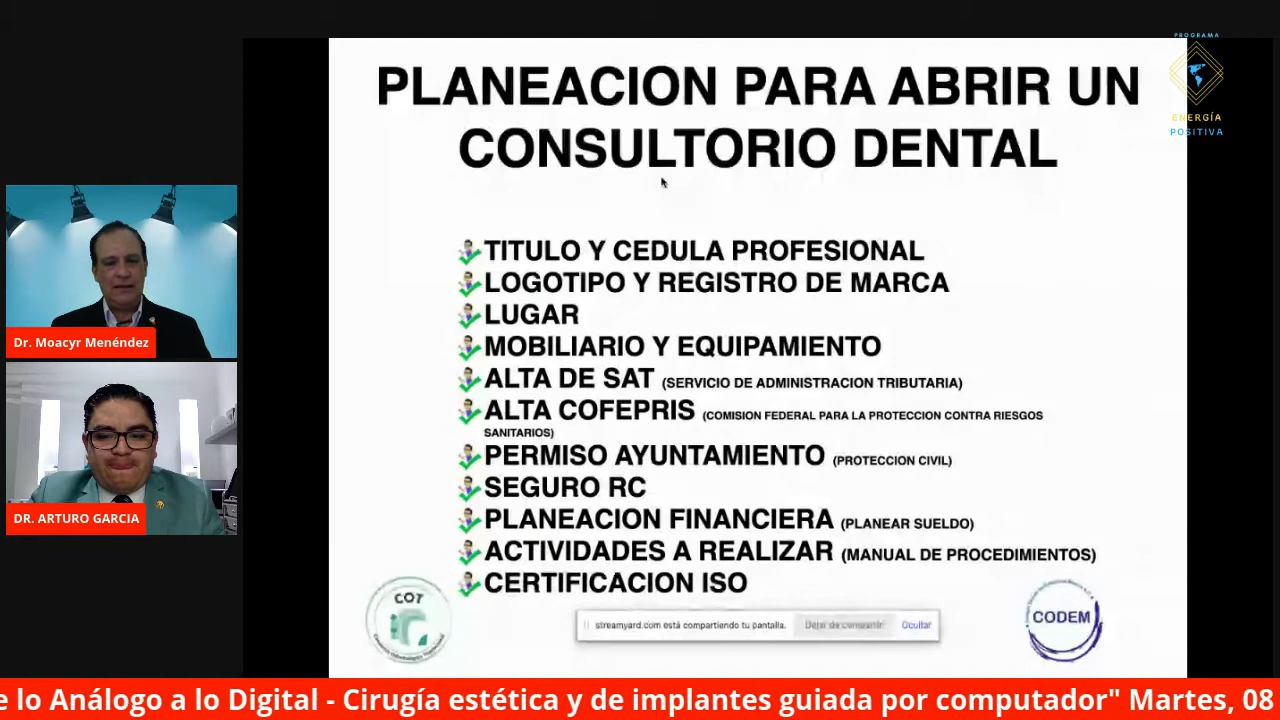 PROGRAMA
ENERGÍA
POSITIVA
PLANEACION PARA ABRIR UN
CONSULTORIO DENTAL
TITULO Y CEDULA PROFESIONAL
LOGOTIPO Y REGISTRO DE MARCA
LUGAR
MOBILIARIO Y EQUIPAMIENTO
ALTA DE SAT (SERVICIO DE ADMINISTRACION TRIBUTARIA)
ALTA COFEPRIS (COMISION FEDERAL PARA LA PROTECCION CONTRA RIESGOS
SANITARIOS)
PERMISO AYUNTAMIENTO (PROTECCION CIVIL)
SEGURO RC
PLANEACION FINANCIERA (PLANEAR SUELDO)
ACTIVIDADES A REALIZAR (MANUAL DE PROCEDIMIENTOS)
CERTIFICACION ISO
Dr. Moacyr Menéndez
DR. ARTURO GARCIA
COT
streamyard.com está compartiendo tu pantalla. Dejar de compartir Ocultar
CODEM
e lo Análogo a lo Digital - Cirugía estética y de implantes guiada por computador" Martes, 08